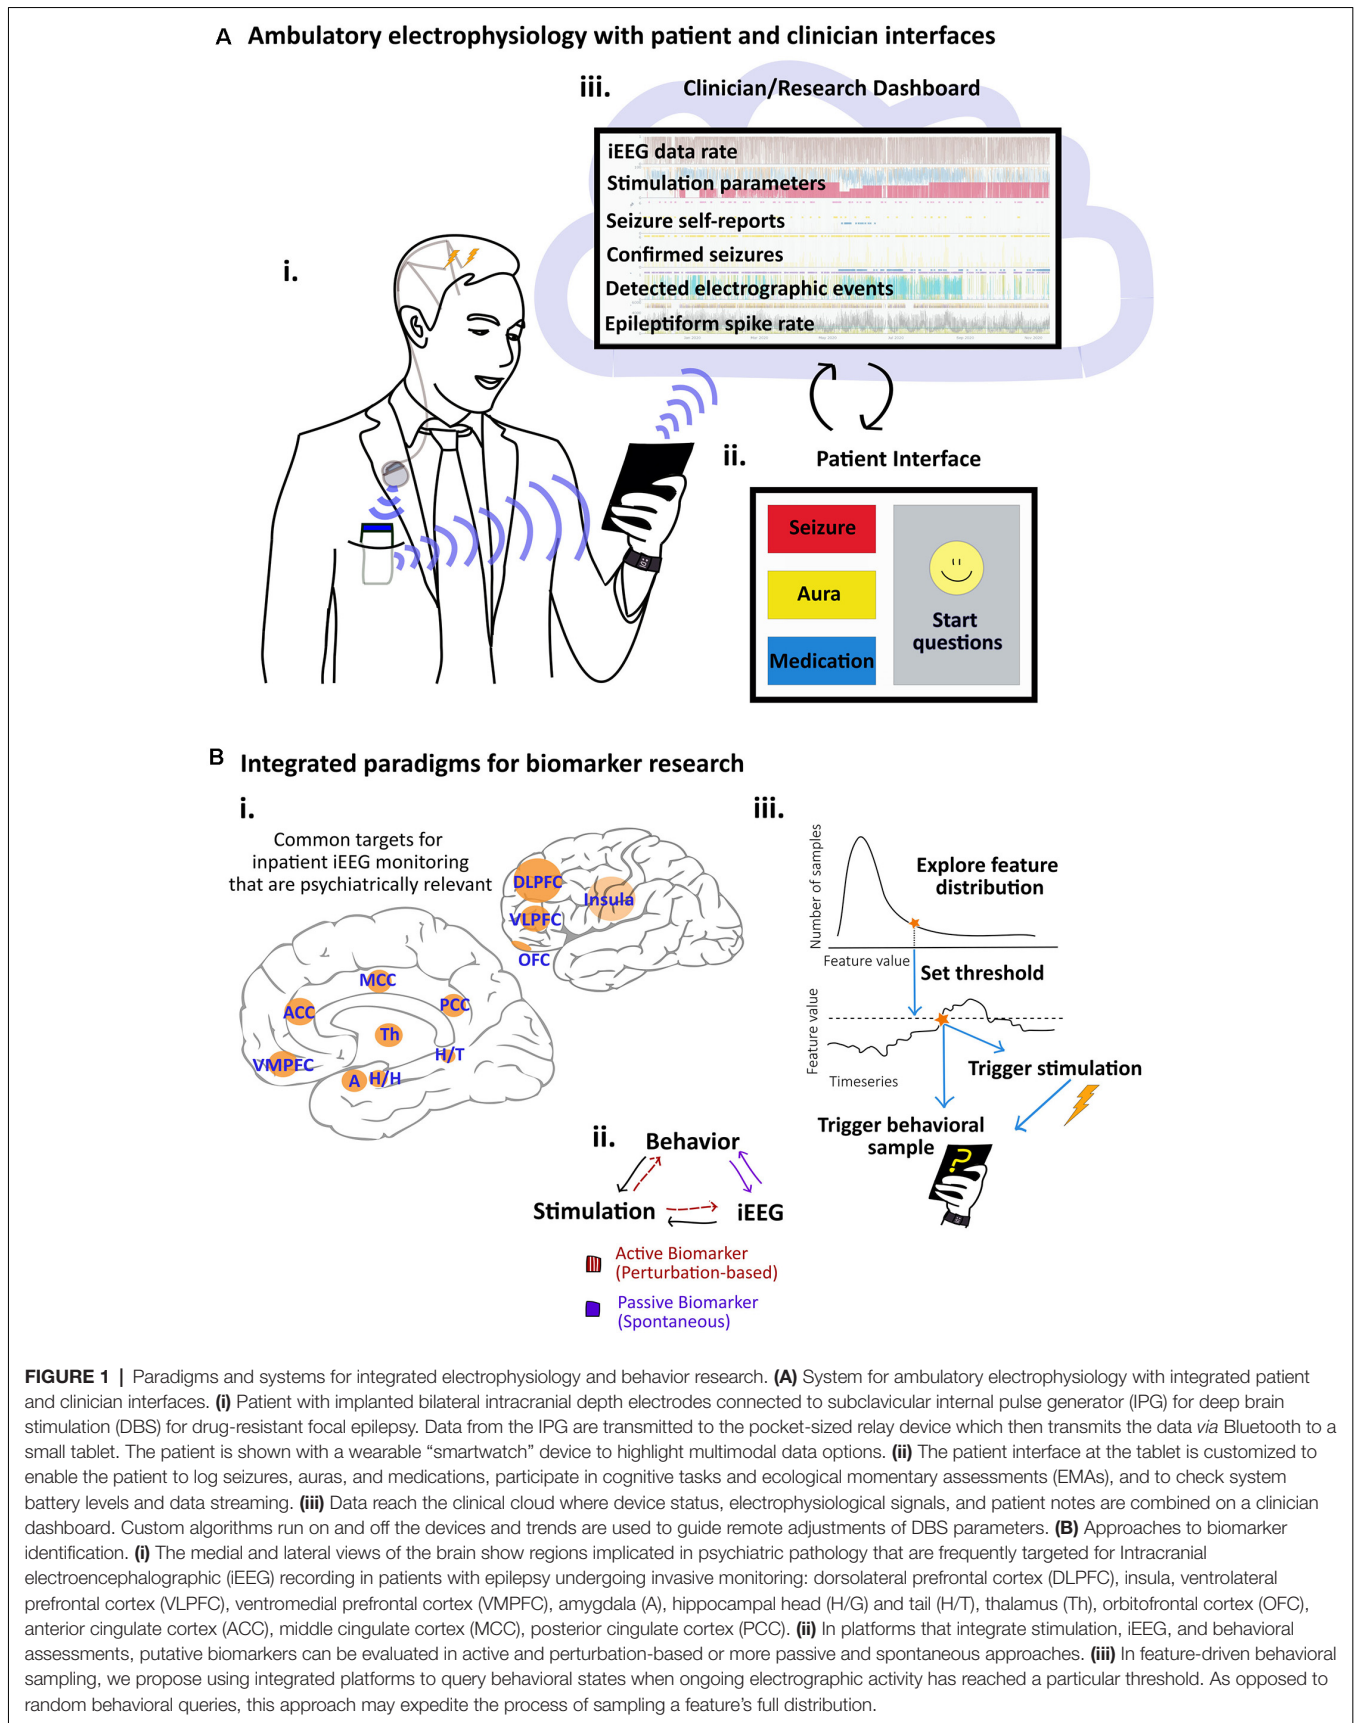 A Ambulatory electrophysiology with patient and clinician interfaces
iii. Clinician/Research Dashboard
iEEG data rate
Stimulation parameters
Seizure self-reports
Confirmed seizures
Detected electrographic events
Epileptiform spike rate
i.
ii. Patient Interface
Seizure
Aura
Medication
Start
questions
B Integrated paradigms for biomarker research
i.
Common targets for
inpatient iEEG monitoring
that are psychiatrically relevant
DLPFC
Insula
VLPFC
OFC
MCC
ACC
PCC
Th
H/T
VMPFC
A
H/H
ii.
Behavior
Stimulation
iEEG
Active Biomarker
(Perturbation-based)
Passive Biomarker
(Spontaneous)
iii.
Number of samples
Explore feature
distribution
Feature value
Set threshold
Feature value
Timeseries
Trigger stimulation
Trigger behavioral
sample
?
FIGURE 1 | Paradigms and systems for integrated electrophysiology and behavior research. (A) System for ambulatory electrophysiology with integrated patient
and clinician interfaces. (i) Patient with implanted bilateral intracranial depth electrodes connected to subclavicular internal pulse generator (IPG) for deep brain
stimulation (DBS) for drug-resistant focal epilepsy. Data from the IPG are transmitted to the pocket-sized relay device which then transmits the data via Bluetooth to a
small tablet. The patient is shown with a wearable “smartwatch” device to highlight multimodal data options. (ii) The patient interface at the tablet is customized to
enable the patient to log seizures, auras, and medications, participate in cognitive tasks and ecological momentary assessments (EMAs), and to check system
battery levels and data streaming. (iii) Data reach the clinical cloud where device status, electrophysiological signals, and patient notes are combined on a clinician
dashboard. Custom algorithms run on and off the devices and trends are used to guide remote adjustments of DBS parameters. (B) Approaches to biomarker
identification. (i) The medial and lateral views of the brain show regions implicated in psychiatric pathology that are frequently targeted for Intracranial
electroencephalographic (iEEG) recording in patients with epilepsy undergoing invasive monitoring: dorsolateral prefrontal cortex (DLPFC), insula, ventrolateral
prefrontal cortex (VLPFC), ventromedial prefrontal cortex (VMPFC), amygdala (A), hippocampal head (H/G) and tail (H/T), thalamus (Th), orbitofrontal cortex (OFC),
anterior cingulate cortex (ACC), middle cingulate cortex (MCC), posterior cingulate cortex (PCC). (ii) In platforms that integrate stimulation, iEEG, and behavioral
assessments, putative biomarkers can be evaluated in active and perturbation-based or more passive and spontaneous approaches. (iii) In feature-driven behavioral
sampling, we propose using integrated platforms to query behavioral states when ongoing electrographic activity has reached a particular threshold. As opposed to
random behavioral queries, this approach may expedite the process of sampling a feature’s full distribution.